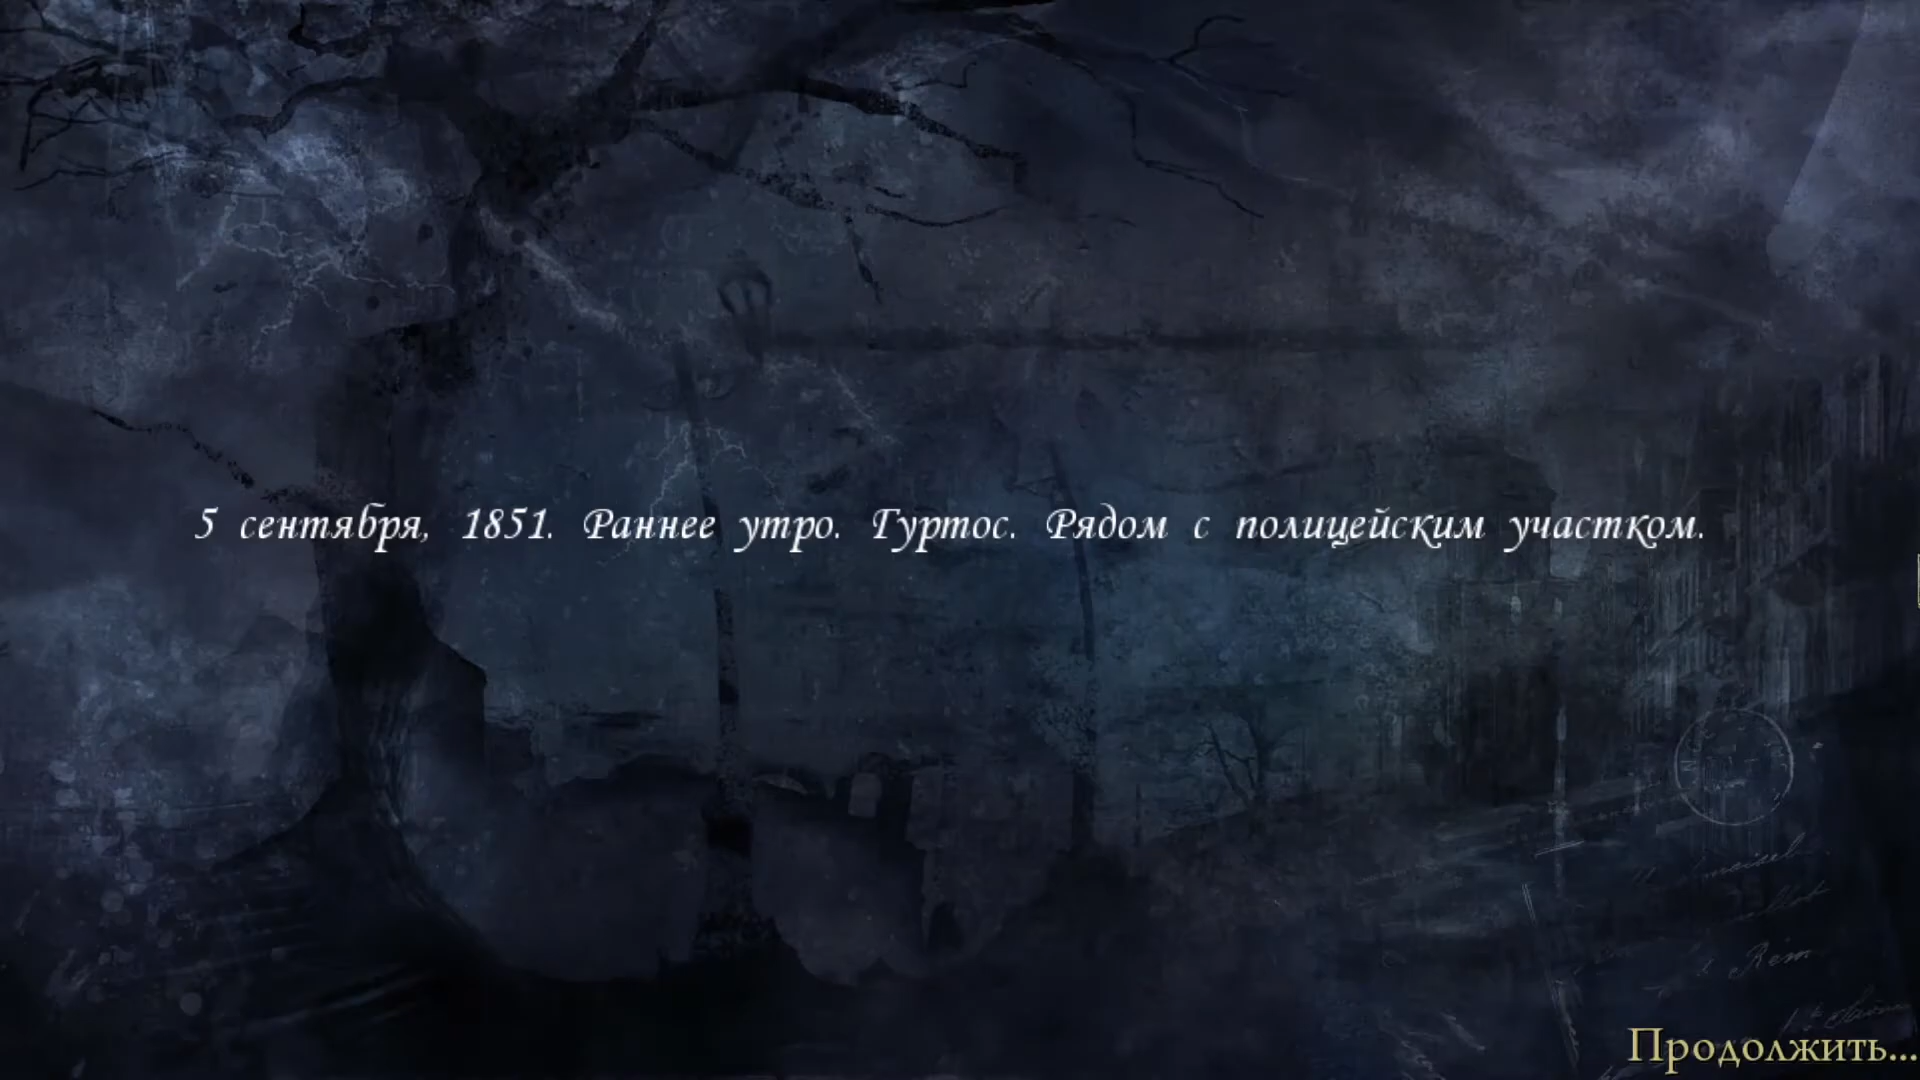 5 сентября, 1851. Раннее утро. Гуртос. Рядом с полицейским участком.
Продолжить...